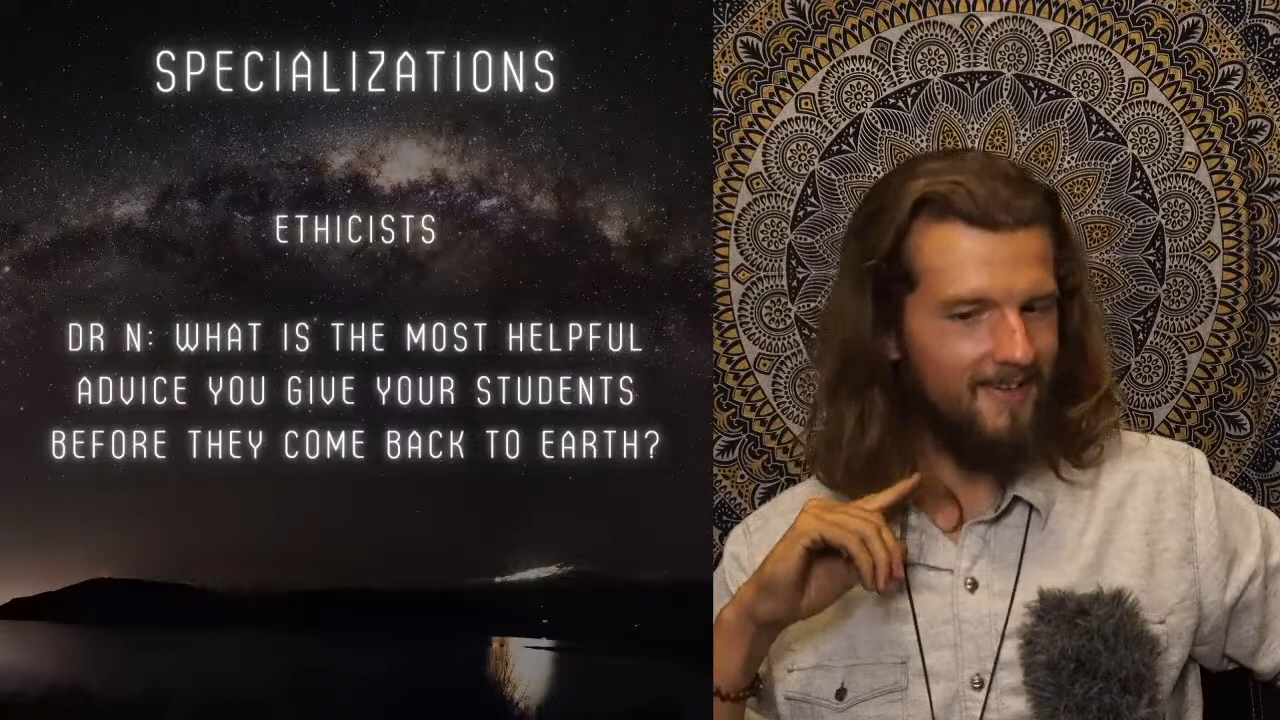 SPECIALIZATIONS
ETHICISTS
DR N: WHAT IS THE MOST HELPFUL
ADVICE YOU GIVE YOUR STUDENTS
BEFORE THEY COME BACK TO EARTH?